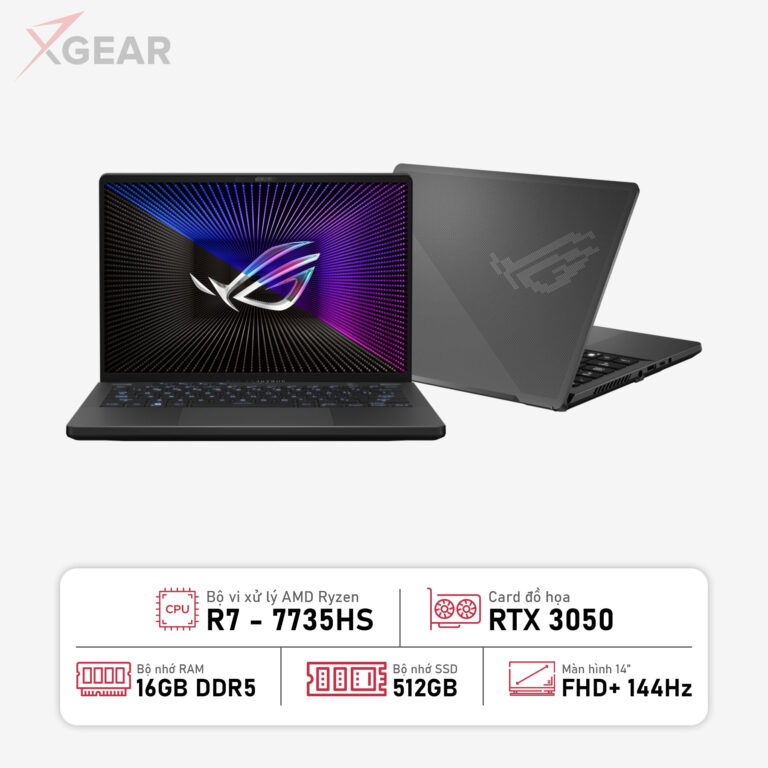 XGEAR
Bộ vi xử lý AMD Ryzen
CPU
R7 - 7735HS
Card đồ họa
RTX 3050
Bộ nhớ RAM
16GB DDR5
Bộ nhớ SSD
512GB
Màn hình 14"
FHD+ 144Hz